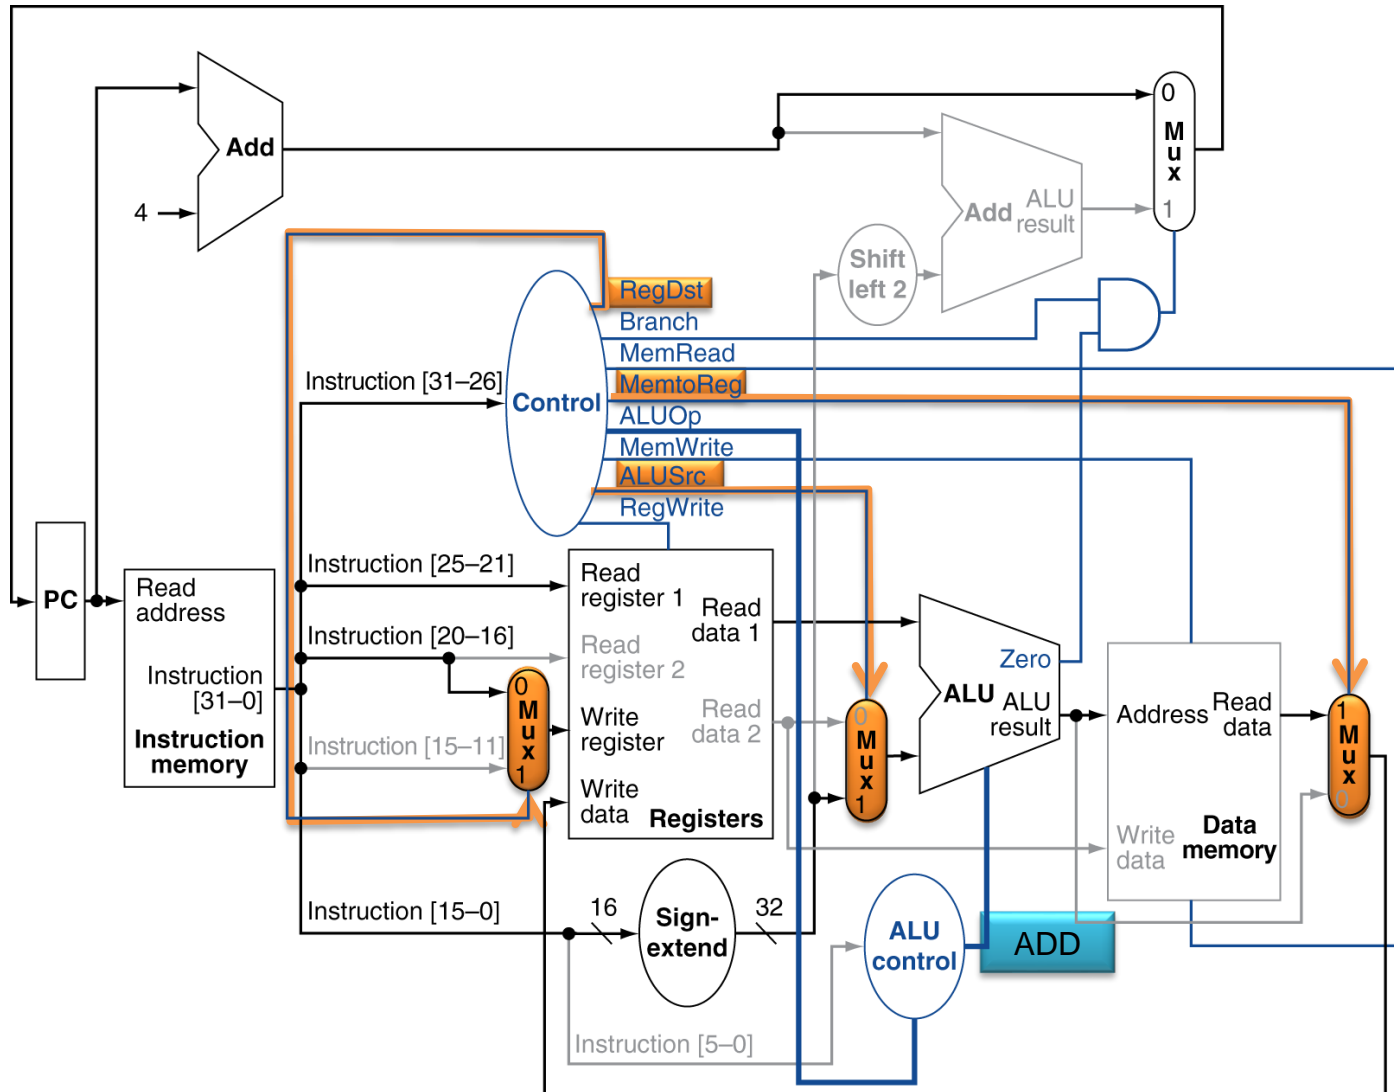 0
Mux
1
Add
4
Add
ALU
result
Shift
left 2
RegDst
Branch
MemRead
MemtoReg
ALUOp
MemWrite
ALUSrc
RegWrite
Instruction [31–26]
Control
PC
Read
address
Instruction
[31–0]
Instruction
memory
Instruction [25–21]
Instruction [20–16]
Instruction [15–11]
0
Mux
1
Read
register 1
Read
register 2
Write
register
Write
data
Read
data 1
Read
data 2
Registers
0
Mux
1
Zero
ALU
ALU
result
Address
Read
data
Write
data
Data
memory
1
Mux
0
Instruction [15–0]
16
Sign-
extend
32
ALU
control
ADD
Instruction [5–0]